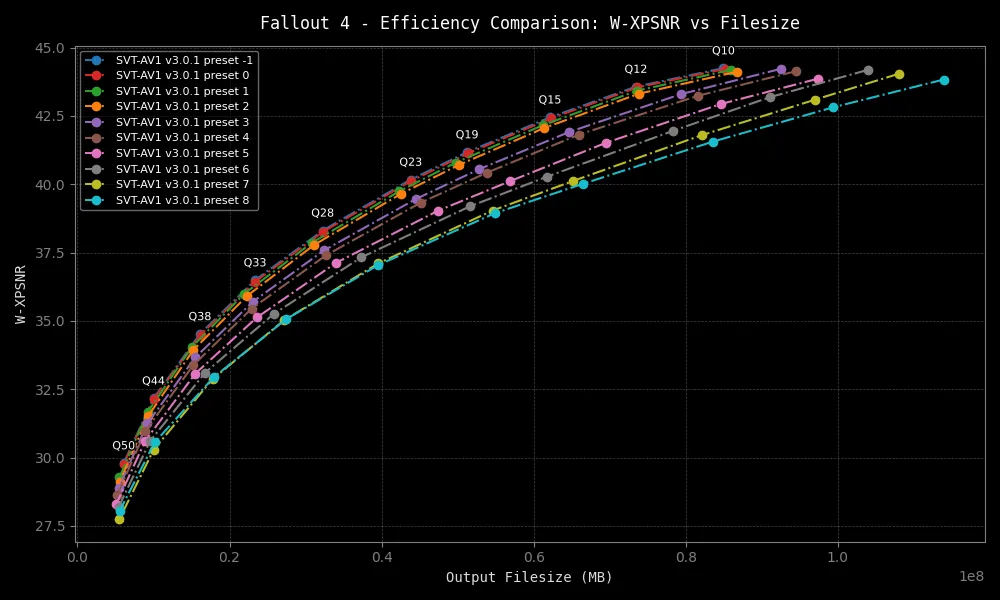 Fallout 4 - Efficiency Comparison: W-XPSNR vs Filesize
SVT-AV1 v3.0.1 preset -1
SVT-AV1 v3.0.1 preset 0
SVT-AV1 v3.0.1 preset 1
SVT-AV1 v3.0.1 preset 2
SVT-AV1 v3.0.1 preset 3
SVT-AV1 v3.0.1 preset 4
SVT-AV1 v3.0.1 preset 5
SVT-AV1 v3.0.1 preset 6
SVT-AV1 v3.0.1 preset 7
SVT-AV1 v3.0.1 preset 8
Q10
Q12
Q15
Q19
Q23
Q28
Q33
Q38
Q44
Q50
W-XPSNR
45.0
42.5
40.0
37.5
35.0
32.5
30.0
27.5
0.0
0.2
0.4
0.6
0.8
1.0
1e8
Output Filesize (MB)